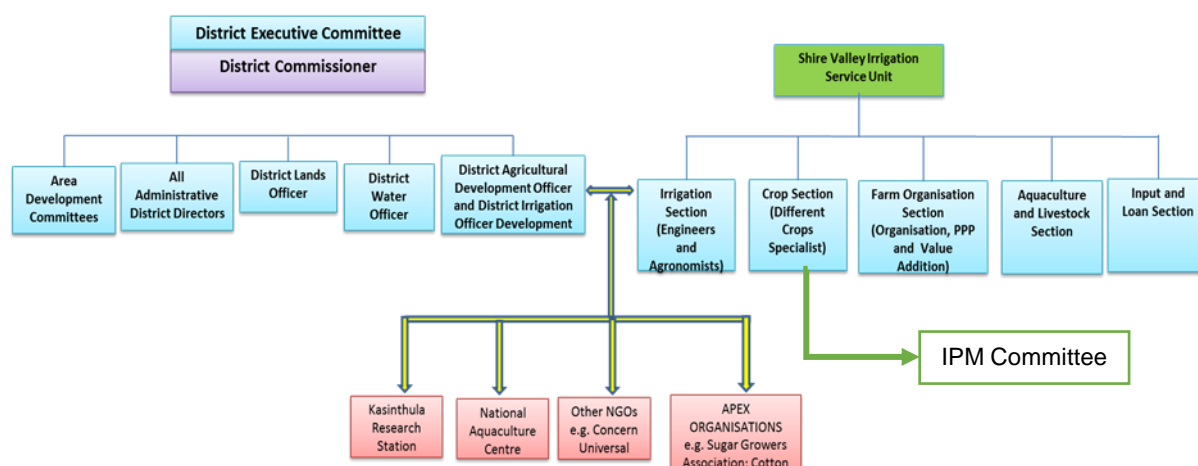 District Executive Committee
District Commissioner
Shire Valley Irrigation
Service Unit
Area
Development
Committees
All
Administrative
District Directors
District Lands
Officer
District
Water
Officer
District Agricultural
Development Officer
and District Irrigation
Officer Development
Irrigation
Section
(Engineers
and
Agronomists)
Crop Section
(Different
Crops
Specialist)
Farm Organisation
Section
(Organisation, PPP
and Value
Addition)
Aquaculture
and Livestock
Section
Input and
Loan Section
IPM Committee
Kasinthula
Research
Station
National
Aquaculture
Centre
Other NGOs
e.g. Concern
Universal
APEX
ORGANISATIONS
e.g. Sugar Growers
Association; Cotton